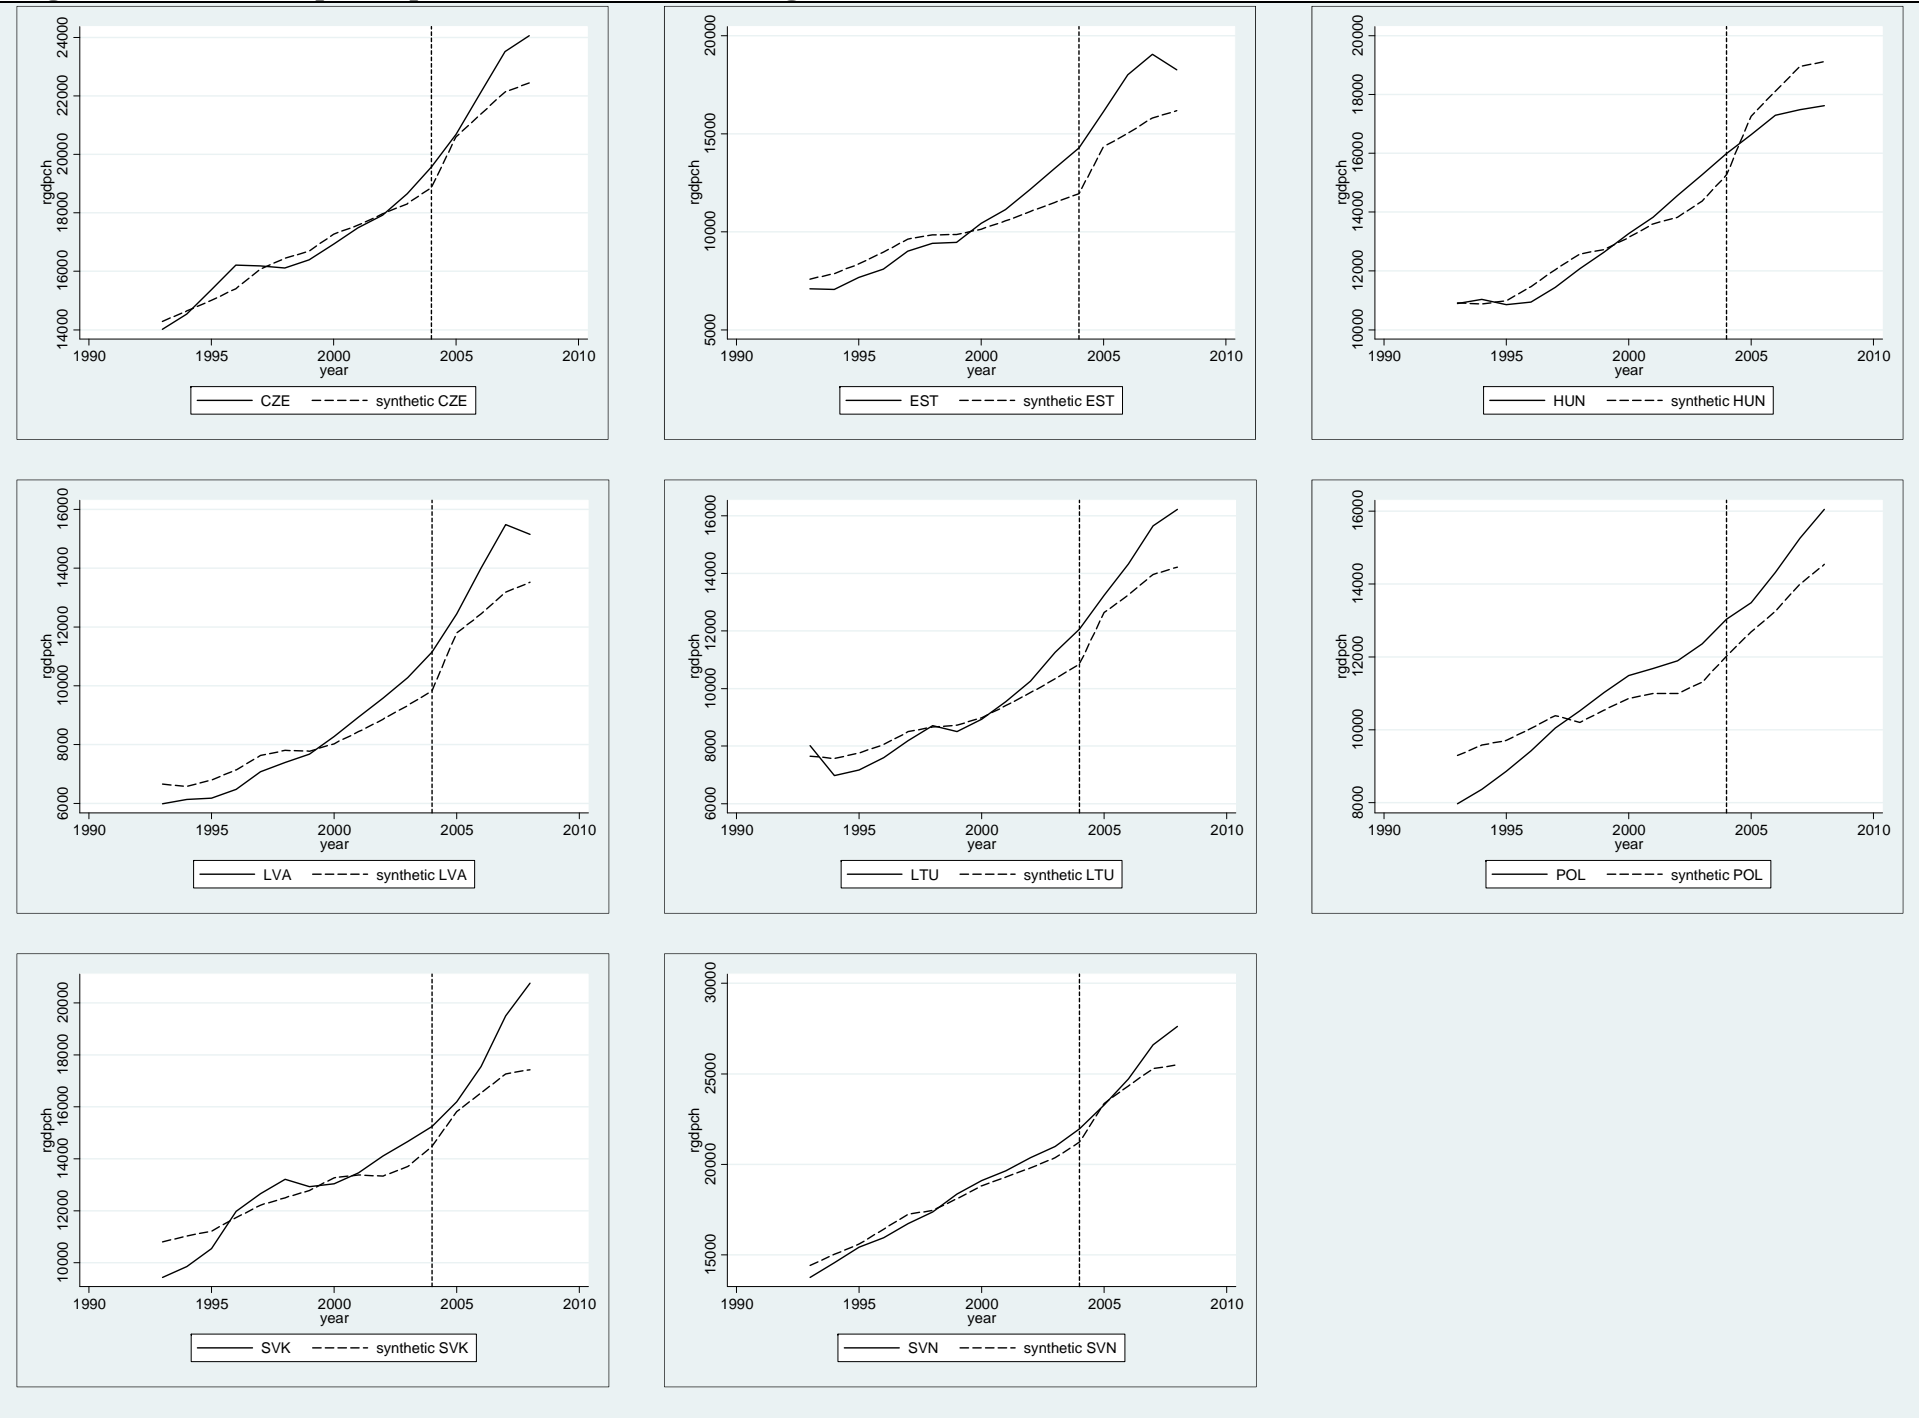 rgdpch
14000 16000 18000 20000 22000 24000
1990 1995 2000 2005 2010
year
CZE synthetic CZE
rgdpch
5000 10000 15000 20000
1990 1995 2000 2005 2010
year
EST synthetic EST
rgdpch
10000 12000 14000 16000 18000 20000
1990 1995 2000 2005 2010
year
HUN synthetic HUN
rgdpch
6000 8000 10000 12000 14000 16000
1990 1995 2000 2005 2010
year
LVA synthetic LVA
rgdpch
6000 8000 10000 12000 14000 16000
1990 1995 2000 2005 2010
year
LTU synthetic LTU
rgdpch
8000 10000 12000 14000 16000
1990 1995 2000 2005 2010
year
POL synthetic POL
rgdpch
10000 12000 14000 16000 18000 20000
1990 1995 2000 2005 2010
year
SVK synthetic SVK
rgdpch
15000 20000 25000 30000
1990 1995 2000 2005 2010
year
SVN synthetic SVN